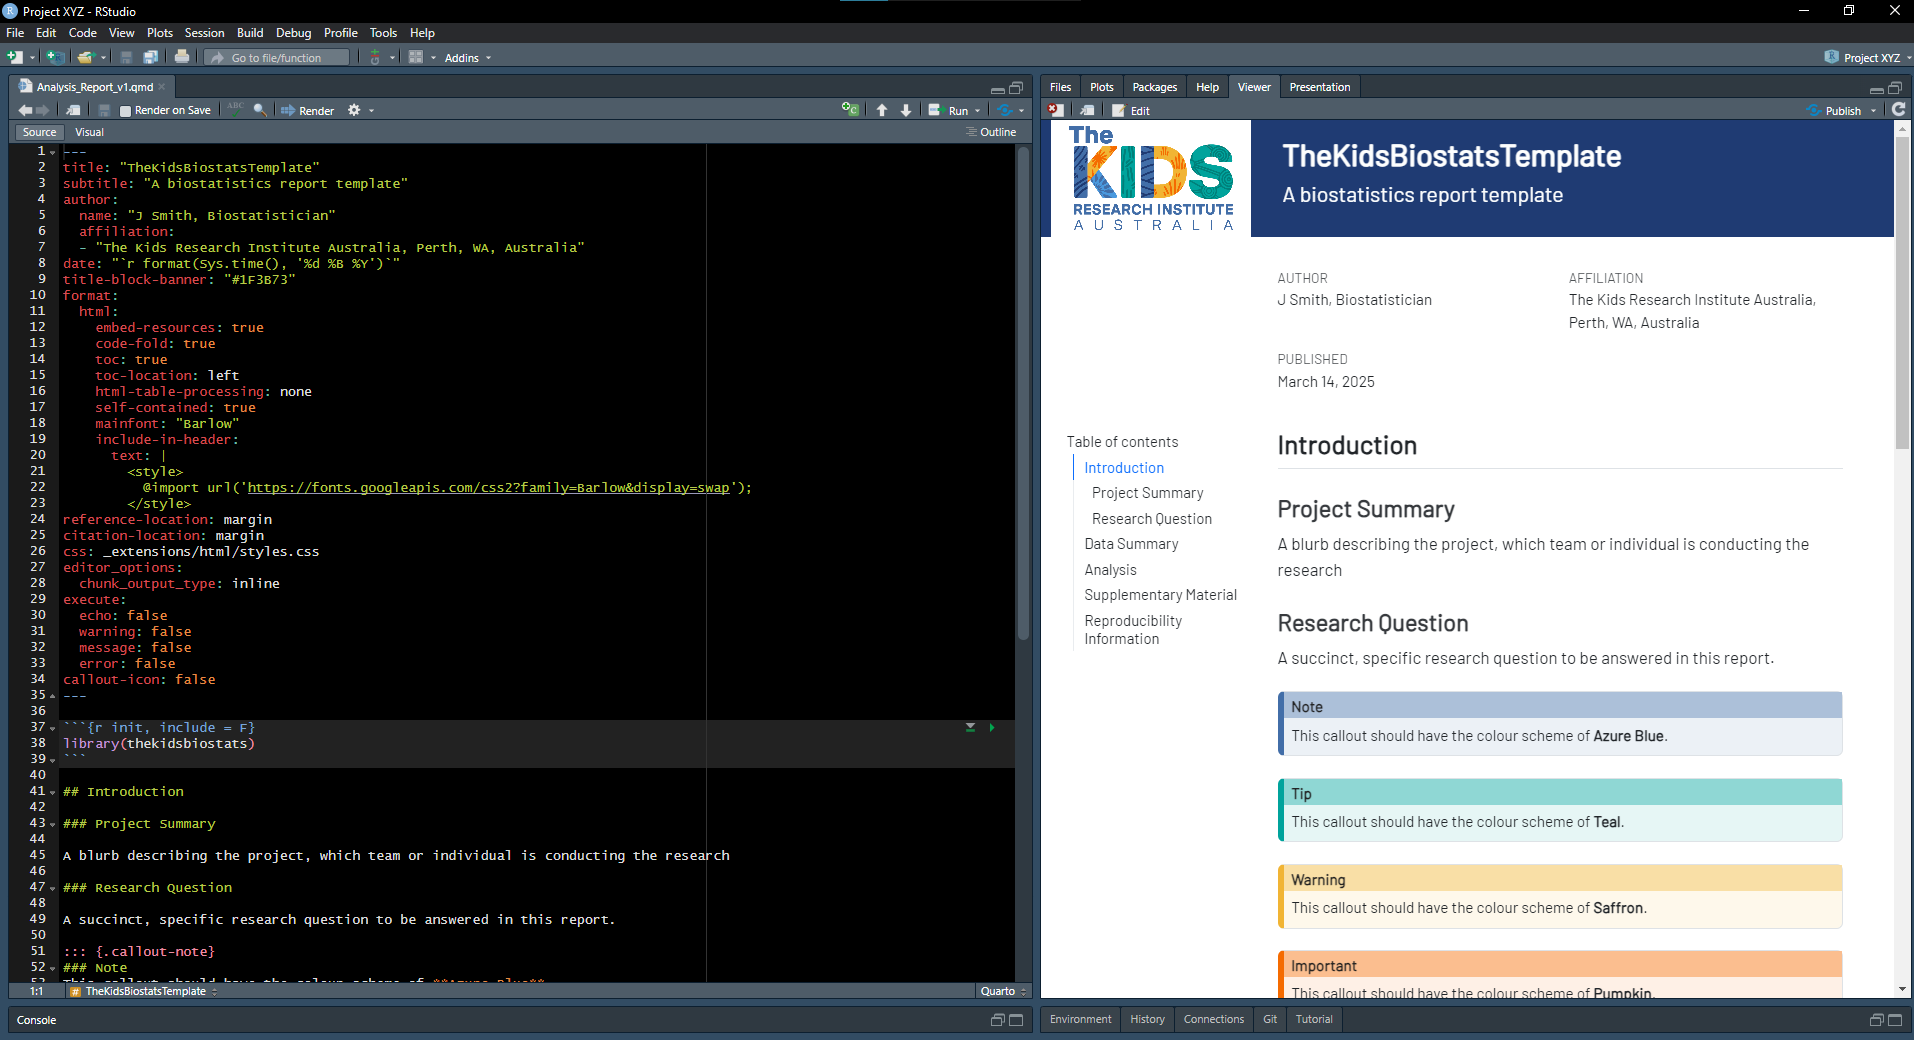 Project XYZ - RStudio
File Edit Code View Plots Session Build Debug Profile Tools Help
Go to file/function
Addins
Project XYZ
Analysis_Report_v1.qmd
Render on Save
ABC
Render
Run
Source Visual
Outline
1 ---
2 title: "TheKidsBiostatsTemplate"
3 subtitle: "A biostatistics report template"
4 author:
5 name: "J Smith, Biostatistician"
6 affiliation:
7 - "The Kids Research Institute Australia, Perth, WA, Australia"
8 date: "`r format(Sys.time(), '%d %B %Y')`"
9 title-block-banner: "#1F3B73"
10 format:
11 html:
12 embed-resources: true
13 code-fold: true
14 toc: true
15 toc-location: left
16 html-table-processing: none
17 self-contained: true
18 mainfont: "Barlow"
19 include-in-header:
20 text: |
21 <style>
22 @import url('https://fonts.googleapis.com/css2?family=Barlow&display=swap');
23 </style>
24 reference-location: margin
25 citation-location: margin
26 css: _extensions/html/styles.css
27 editor_options:
28 chunk_output_type: inline
29 execute:
30 echo: false
31 warning: false
32 message: false
33 error: false
34 callout-icon: false
35 ---
36
37 ```{r init, include = F}
38 library(thekidsbiostats)
39 ```
40
41 ## Introduction
42
43 ### Project Summary
44
45 A blurb describing the project, which team or individual is conducting the research
46
47 ### Research Question
48
49 A succinct, specific research question to be answered in this report.
50
51 ::: {.callout-note}
52 ### Note
53 This callout should have the colour scheme of **Azure Blue**
1:1 # TheKidsBiostatsTemplate
Quarto
Console
Files Plots Packages Help Viewer Presentation
Edit
Publish
The
KIDS
RESEARCH INSTITUTE
AUSTRALIA
TheKidsBiostatsTemplate
A biostatistics report template
AUTHOR
J Smith, Biostatistician
AFFILIATION
The Kids Research Institute Australia,
Perth, WA, Australia
PUBLISHED
March 14, 2025
Table of contents
Introduction
Project Summary
Research Question
Data Summary
Analysis
Supplementary Material
Reproducibility
Information
Introduction
Project Summary
A blurb describing the project, which team or individual is conducting the
research
Research Question
A succinct, specific research question to be answered in this report.
Note
This callout should have the colour scheme of Azure Blue.
Tip
This callout should have the colour scheme of Teal.
Warning
This callout should have the colour scheme of Saffron.
Important
This callout should have the colour scheme of Pumpkin.
Environment History Connections Git Tutorial